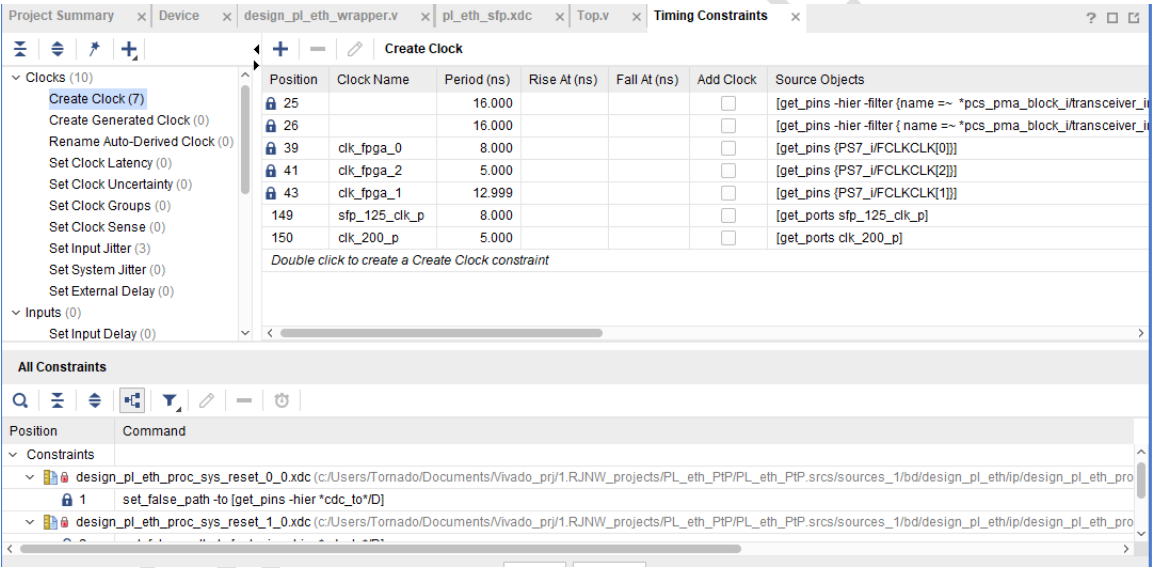 Project Summary × Device × design_pl_eth_wrapper.v × pl_eth_sfp.xdc × Top.v × Timing Constraints × ?
Create Clock
Clocks (10)
Create Clock (7)
Create Generated Clock (0)
Rename Auto-Derived Clock (0)
Set Clock Latency (0)
Set Clock Uncertainty (0)
Set Clock Groups (0)
Set Clock Sense (0)
Set Input Jitter (3)
Set System Jitter (0)
Set External Delay (0)
Inputs (0)
Set Input Delay (0)
Position Clock Name Period (ns) Rise At (ns) Fall At (ns) Add Clock Source Objects
25 16.000 [get_pins -hier -filter {name =~ *pcs_pma_block_i/transceiver_i
26 16.000 [get_pins -hier -filter { name =~ *pcs_pma_block_i/transceiver_i
39 clk_fpga_0 8.000 [get_pins {PS7_i/FCLKCLK[0]}]
41 clk_fpga_2 5.000 [get_pins {PS7_i/FCLKCLK[2]}]
43 clk_fpga_1 12.999 [get_pins {PS7_i/FCLKCLK[1]}]
149 sfp_125_clk_p 8.000 [get_ports sfp_125_clk_p]
150 clk_200_p 5.000 [get_ports clk_200_p]
Double click to create a Create Clock constraint
All Constraints
Position Command
Constraints
design_pl_eth_proc_sys_reset_0_0.xdc (c:/Users/Tornado/Documents/Vivado_prj/1.RJNW_projects/PL_eth_PtP/PL_eth_PtP.srcs/sources_1/bd/design_pl_eth/ip/design_pl_eth_pro
1 set_false_path -to [get_pins -hier *cdc_to*/D]
design_pl_eth_proc_sys_reset_1_0.xdc (c:/Users/Tornado/Documents/Vivado_prj/1.RJNW_projects/PL_eth_PtP/PL_eth_PtP.srcs/sources_1/bd/design_pl_eth/ip/design_pl_eth_pro